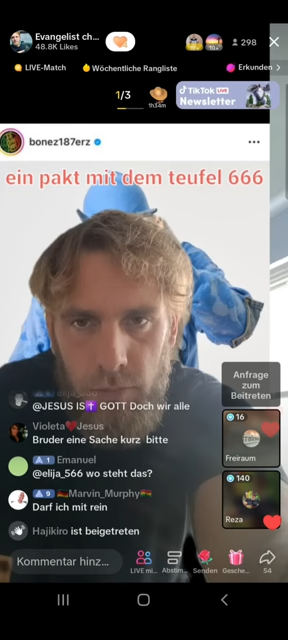 Evangelist ch...
48.8K Likes
298
LIVE-Match
Wöchentliche Rangliste
Erkunden
1/3
1h34m
TikTok LIVE
Newsletter
bonez187erz
ein pakt mit dem teufel 666
@JESUS IS✝️ GOTT Doch wir alle
Violeta❤️Jesus
Bruder eine Sache kurz bitte
1 Emanuel
@elija_566 wo steht das?
9 Marvin_Murphy
Darf ich mit rein
Hajikiro ist beigetreten
Anfrage
zum
Beitreten
16
Freiraum
140
Reza
Kommentar hinz...
LIVE mi...
Abstim...
Senden
Gesche...
54